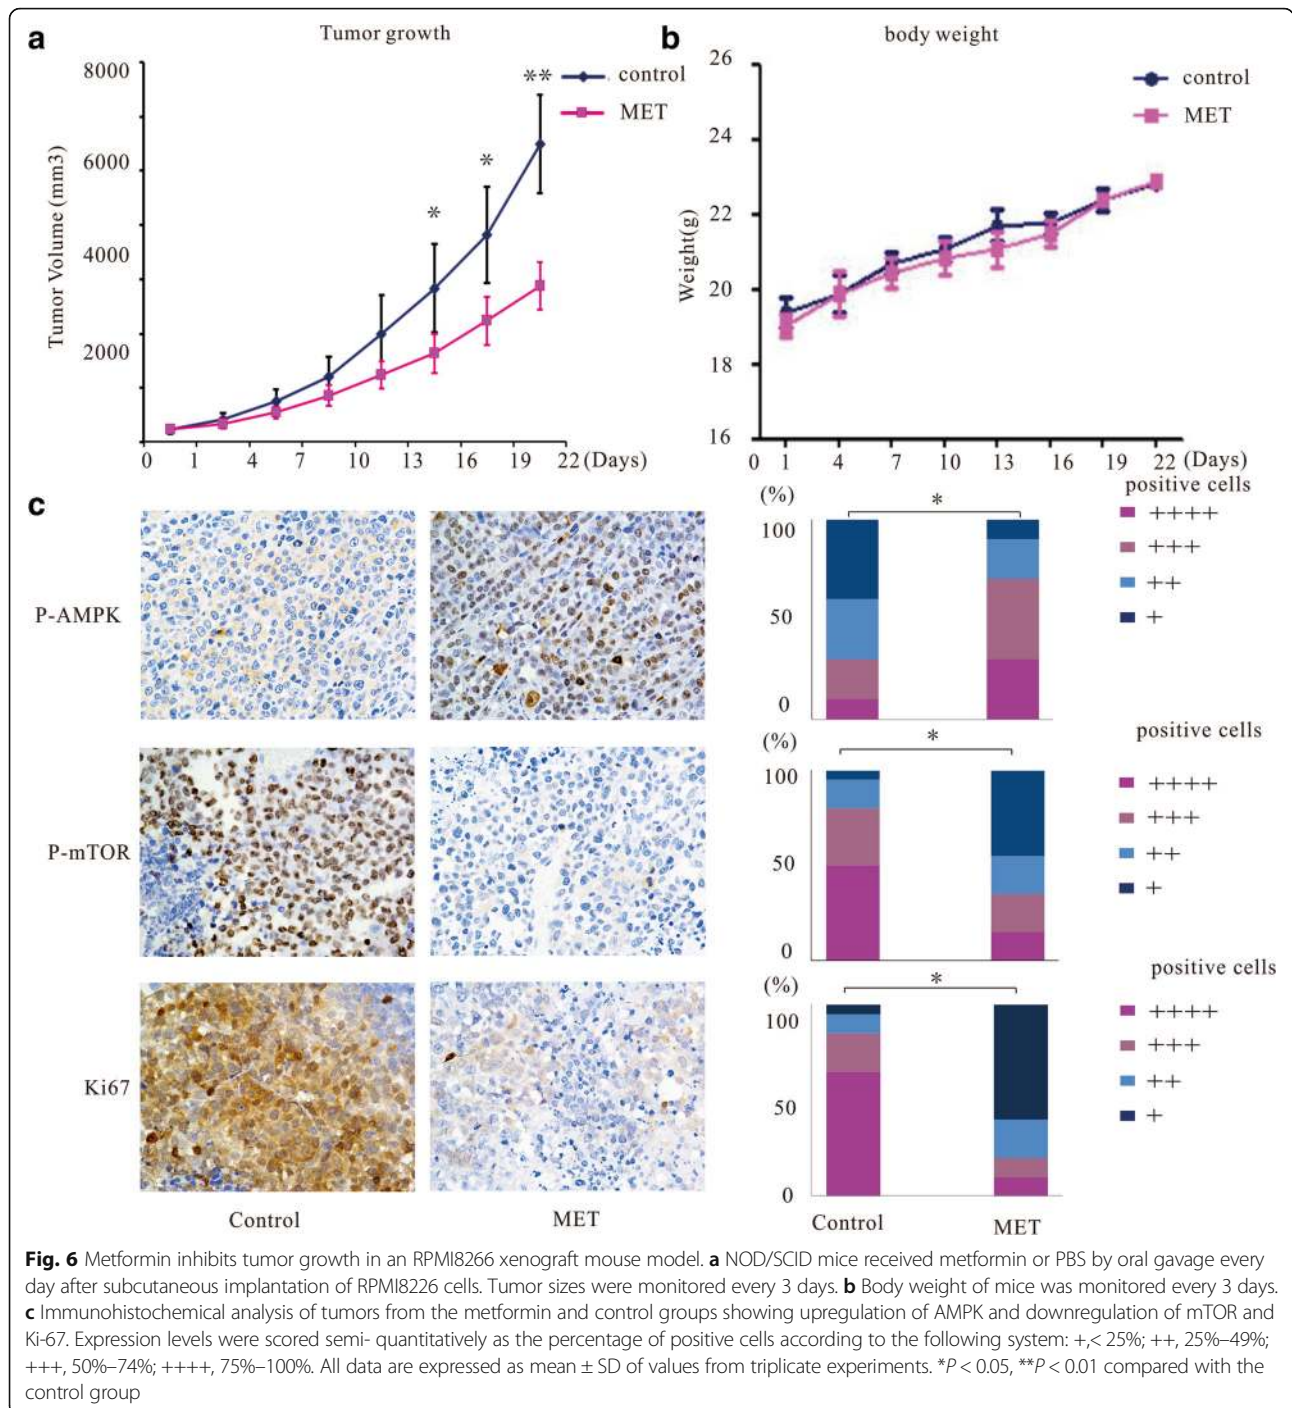 a
Tumor growth
8000
6000
4000
2000
Tumor Volume (mm3)
** control
MET
*
*
0 1 4 7 10 13 16 19 22 (Days)
b
body weight
26
24
22
20
18
16
Weight(g)
control
MET
0 1 4 7 10 13 16 19 22 (Days)
c
P-AMPK
(%)
100
50
0
*
positive cells
++++
+++
++
+
P-mTOR
(%)
100
50
0
*
positive cells
++++
+++
++
+
Ki67
(%)
100
50
0
*
positive cells
++++
+++
++
+
Control MET
Control MET
Fig. 6 Metformin inhibits tumor growth in an RPMI8266 xenograft mouse model. a NOD/SCID mice received metformin or PBS by oral gavage every
day after subcutaneous implantation of RPMI8226 cells. Tumor sizes were monitored every 3 days. b Body weight of mice was monitored every 3 days.
c Immunohistochemical analysis of tumors from the metformin and control groups showing upregulation of AMPK and downregulation of mTOR and
Ki-67. Expression levels were scored semi- quantitatively as the percentage of positive cells according to the following system: +,< 25%; ++, 25%–49%;
+++, 50%–74%; ++++, 75%–100%. All data are expressed as mean ± SD of values from triplicate experiments. *P < 0.05, **P < 0.01 compared with the
control group